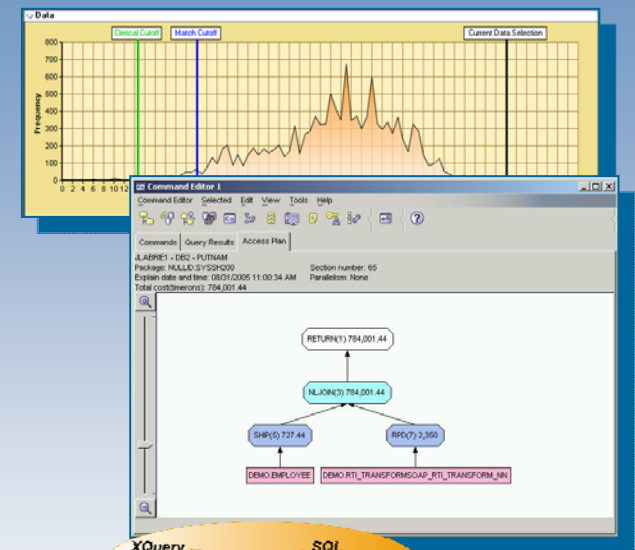 Data
Clerical Cutoff Match Cutoff Current Data Selection
Frequency
800
700
600
500
400
300
200
100
0
0 2 4 6 8 10 12
Command Editor 1
Command Editor Selected Edit View Tools Help
Commands Query Results Access Plan
JLABRIE1 - DB2 - PUTNAM
Package: NULLID.SYSSH200 Section number: 65
Explain date and time: 08/31/2005 11:00:34 AM Parallelism: None
Total cost(timerons): 784,001.44
RETURN(1) 784,001.44
NLJOIN(3) 784,001.44
SHIP(5) 727.44 RPD(7) 2,350
DEMO.EMPLOYEE DEMO.RTI_TRANSFORMSOAP_RTI_TRANSFORM_NN
XQuery SQL